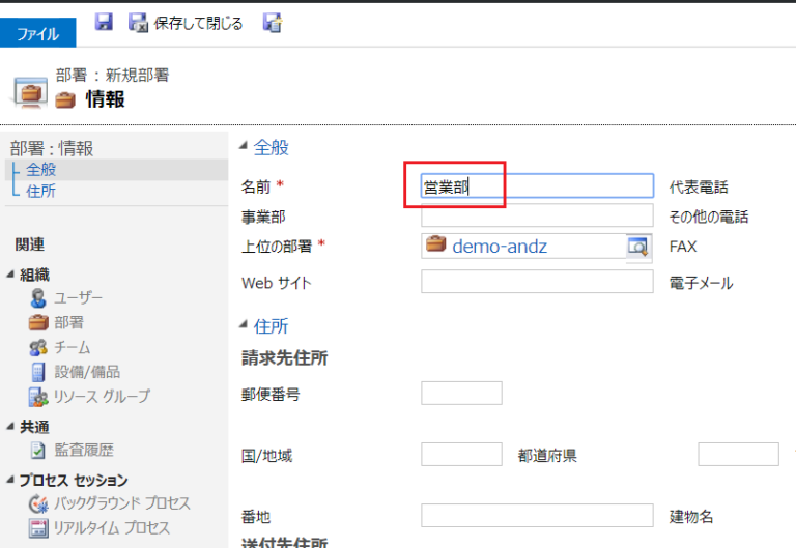 ファイル
保存して閉じる
部署 : 新規部署
情報
部署 : 情報
全般
住所
関連
組織
ユーザー
部署
チーム
設備/備品
リソース グループ
共通
監査履歴
プロセス セッション
バックグラウンド プロセス
リアルタイム プロセス
全般
名前 * 営業部 代表電話
事業部 その他の電話
上位の部署 * demo-andz FAX
Web サイト 電子メール
住所
請求先住所
郵便番号
国/地域 都道府県
番地 建物名
送付先住所